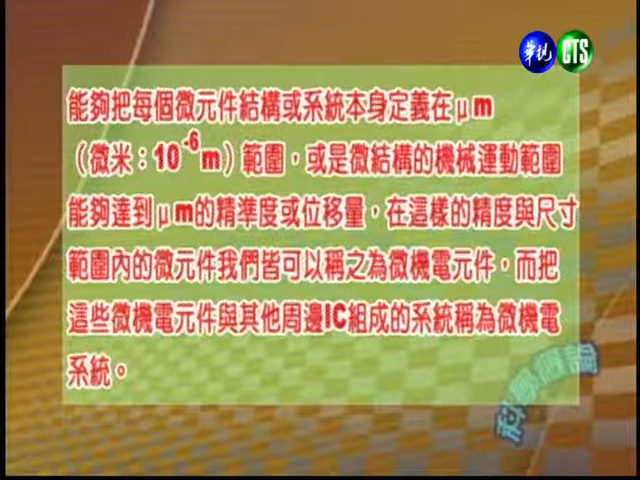 華視 CTS
能夠把每個微元件結構或系統本身定義在μm
（微米：10⁻⁶m）範圍，或是微結構的機械運動範圍
能夠達到μm的精準度或位移量，在這樣的精度與尺寸
範圍內的微元件我們皆可以稱之為微機電元件，而把
這些微機電元件與其他周邊IC組成的系統稱為微機電
系統。